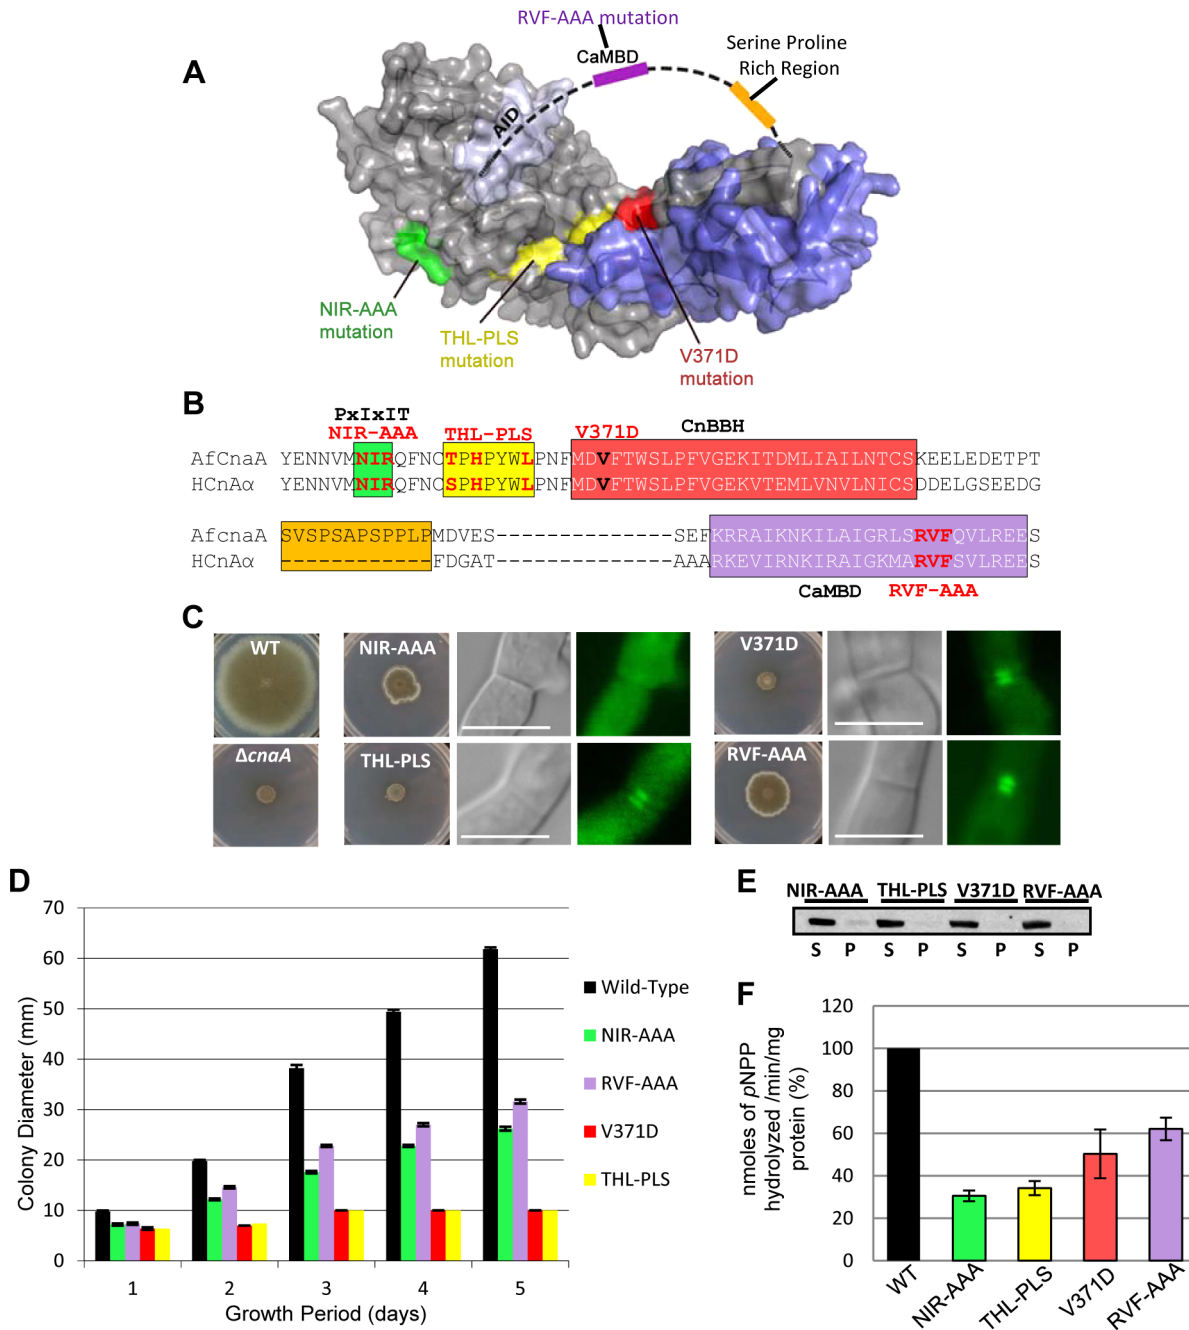 A
RVF-AAA mutation
CaMBD
Serine Proline
Rich Region
AID
NIR-AAA
mutation
THL-PLS
mutation
V371D
mutation
B
PxIxIT
NIR-AAA THL-PLS V371D CnBBH
AfCnaA YENNVMNIRQFNCTPHPYWLPNFMDVFTWSLPFVGEKITDMLIAILNTCSKEELEDETPT
HCnAα YENNVMNIRQFNCSPHPYWLPNFMDVFTWSLPFVGEKVTEMLVNVLNICSDDELGSEEDG
AfcnaA SVSPSAPSPPLPMDVES--------------SEFKRRAIKNKILAIGRLSRVFQVLREES
HCnAα ------------FDGAT--------------AAARKEVIRNKIRAIGKMARVFSVLREES
CaMBD RVF-AAA
C
WT
NIR-AAA
V371D
ΔcnaA
THL-PLS
RVF-AAA
D
Colony Diameter (mm)
70
60
50
40
30
20
10
0
1 2 3 4 5
Growth Period (days)
Wild-Type
NIR-AAA
RVF-AAA
V371D
THL-PLS
E
NIR-AAA THL-PLS V371D RVF-AAA
S P S P S P S P
F
nmoles of pNPP
hydrolyzed /min/mg
protein (%)
120
100
80
60
40
20
0
WT
NIR-AAA
THL-PLS
V371D
RVF-AAA